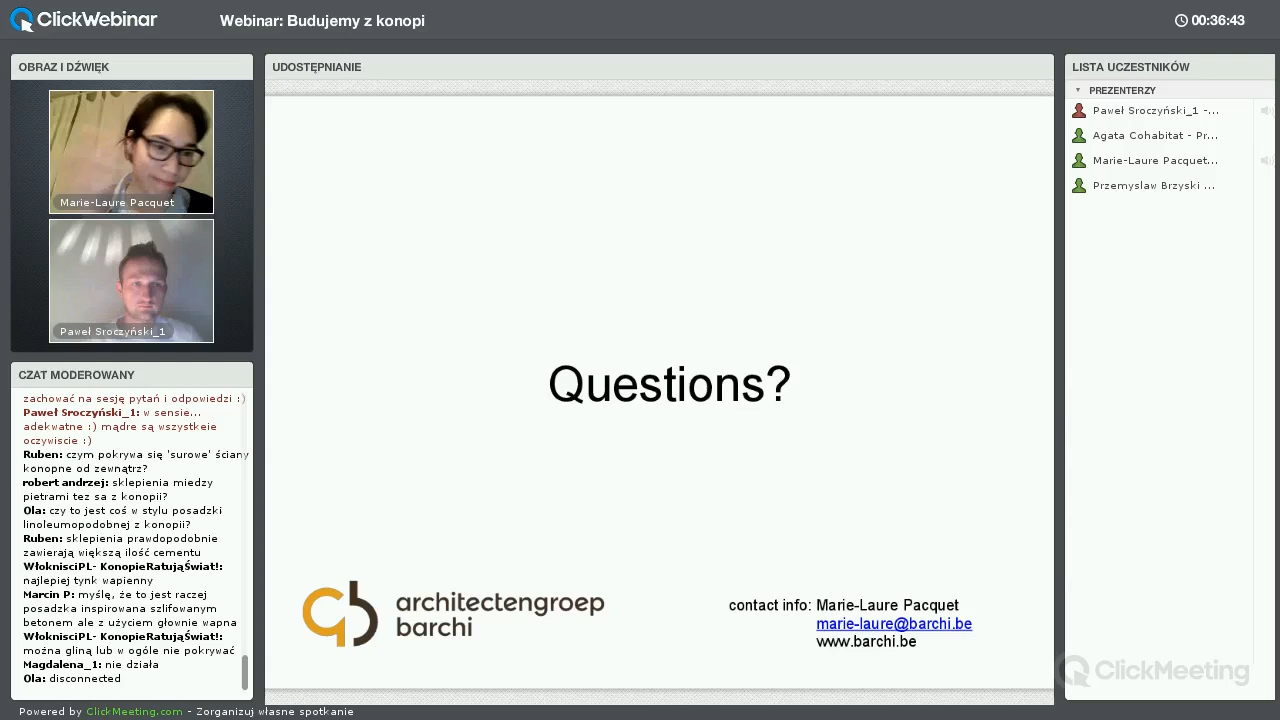 ClickWebinar
Webinar: Budujemy z konopi
00:36:43
OBRAZ I DŹWIĘK
Marie-Laure Pacquet
Paweł Sroczyński_1
CZAT MODEROWANY
zachować na sesję pytań i odpowiedzi :)
Paweł Sroczyński_1: w sensie...
adekwatne :) mądre są wszystkeie
oczywiscie :)
Ruben: czym pokrywa się 'surowe' ściany
konopne od zewnątrz?
robert andrzej: sklepienia miedzy
pietrami tez sa z konopii?
Ola: czy to jest coś w stylu posadzki
linoleumopodobnej z konopii?
Ruben: sklepienia prawdopodobnie
zawierają większą ilość cementu
WłoknisciPL- KonopieRatująŚwiat!:
najlepiej tynk wapienny
Marcin P: myślę, że to jest raczej
posadzka inspirowana szlifowanym
betonem ale z użyciem głownie wapna
WłoknisciPL- KonopieRatująŚwiat!:
można gliną lub w ogóle nie pokrywać
Magdalena_1: nie działa
Ola: disconnected
UDOSTĘPNIANIE
Questions?
architectengroep
barchi
contact info: Marie-Laure Pacquet
marie-laure@barchi.be
www.barchi.be
LISTA UCZESTNIKÓW
PREZENTERZY
Paweł Sroczyński_1 -...
Agata Cohabitat - Pr...
Marie-Laure Pacquet...
Przemyslaw Brzyski ...
ClickMeeting
Powered by ClickMeeting.com - Zorganizuj własne spotkanie